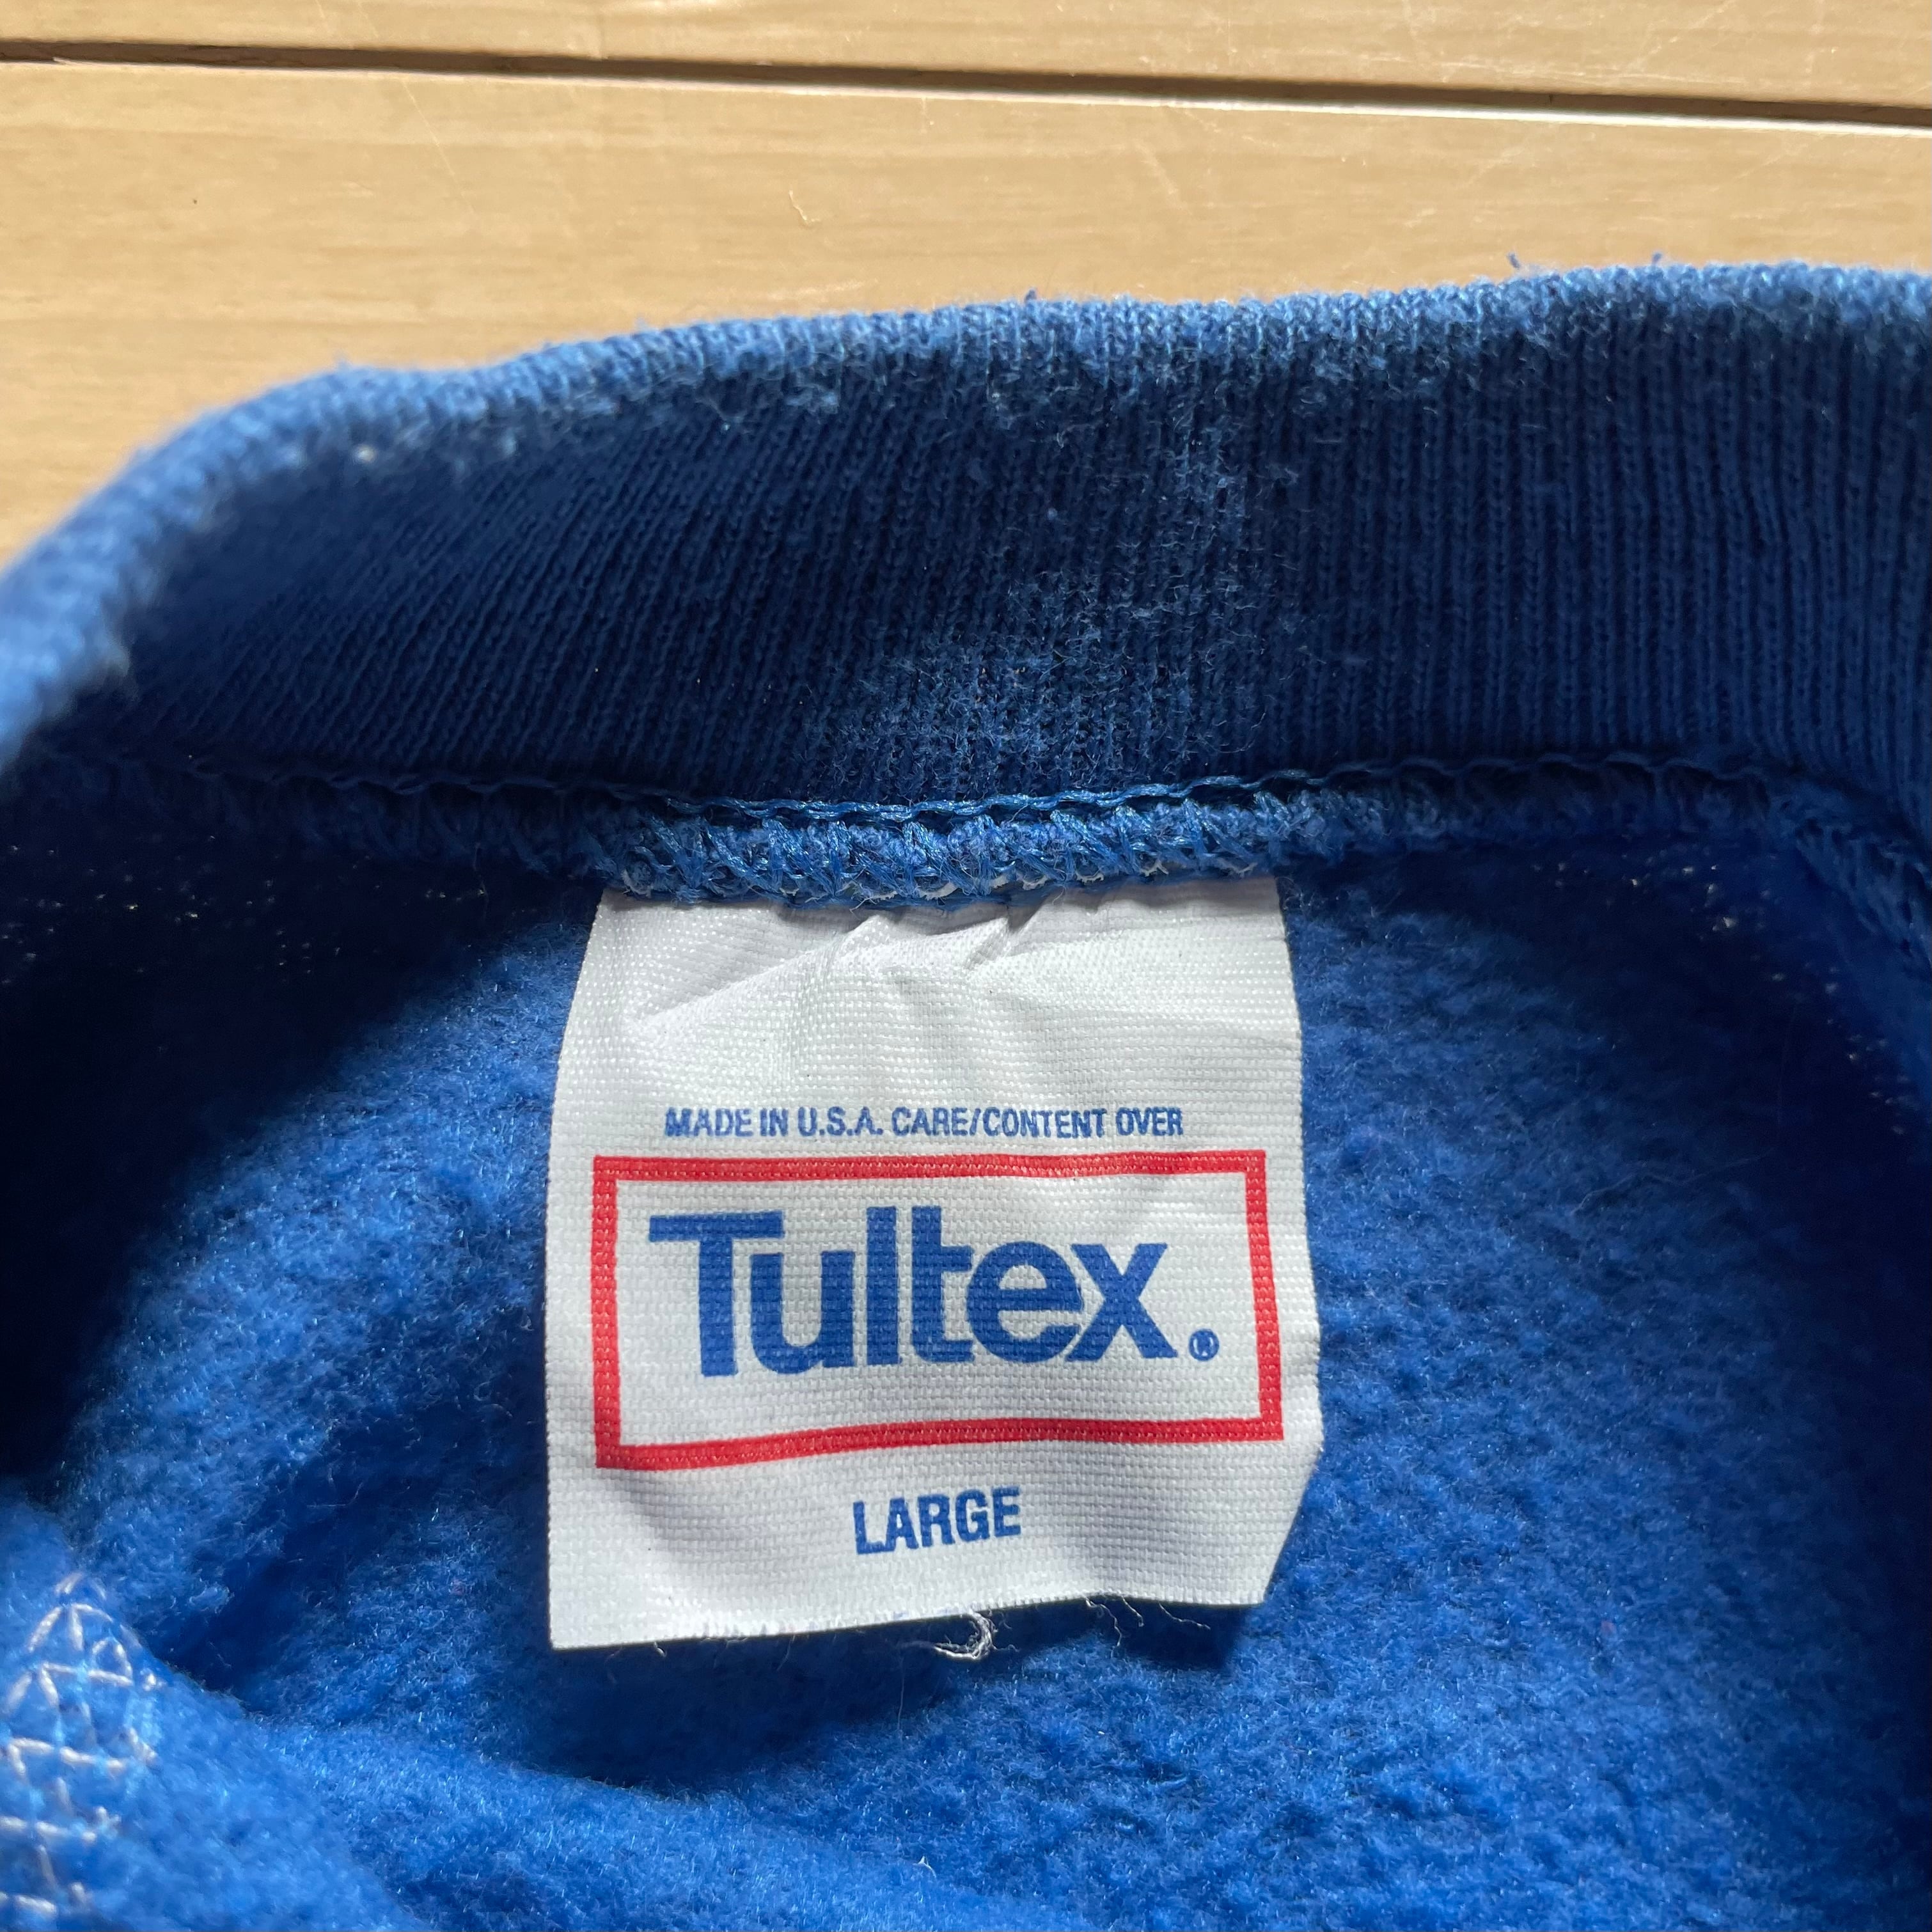 MADE IN U.S.A. CARE/CONTENT OVER
Tultex.®
LARGE